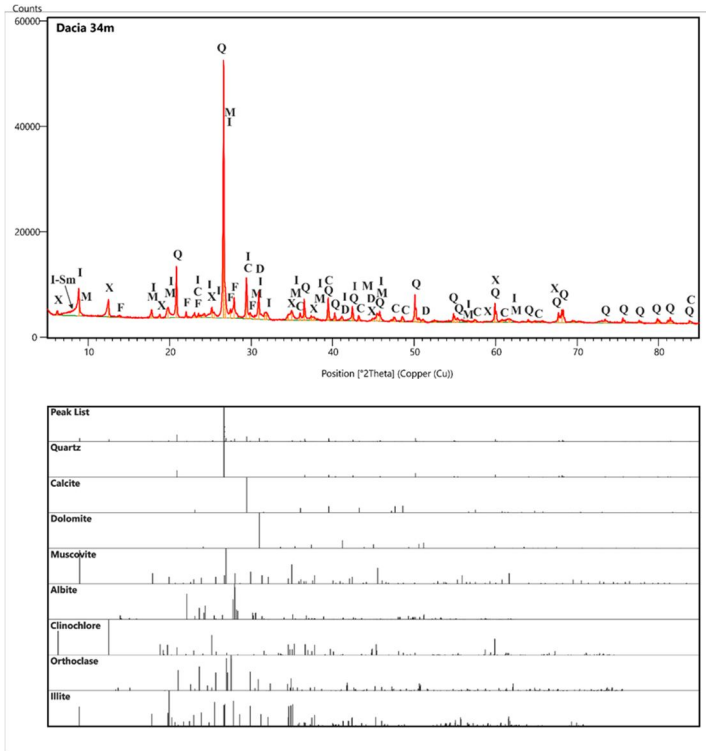 Counts
60000
Dacia 34m
Q
M
I
40000
20000
I-Sm
X
I
M
X
F
I
M
X
I
M
Q
F
I
C
F
I
X
I
F
F
I
C
F
D
I
M
I
I
M
X
C
Q
X
I
M
C
Q
Q
I
C
I
Q
M
C
M
D
X
I
M
Q
C
C
Q
D
Q
Q
I
M
C
X
X
Q
C
I
M
Q
C
X
Q
Q
Q
Q
Q
Q
Q
C
Q
0
10
20
30
40
50
60
70
80
Position [°2Theta] (Copper (Cu))
Peak List
Quartz
Calcite
Dolomite
Muscovite
Albite
Clinochlore
Orthoclase
Illite